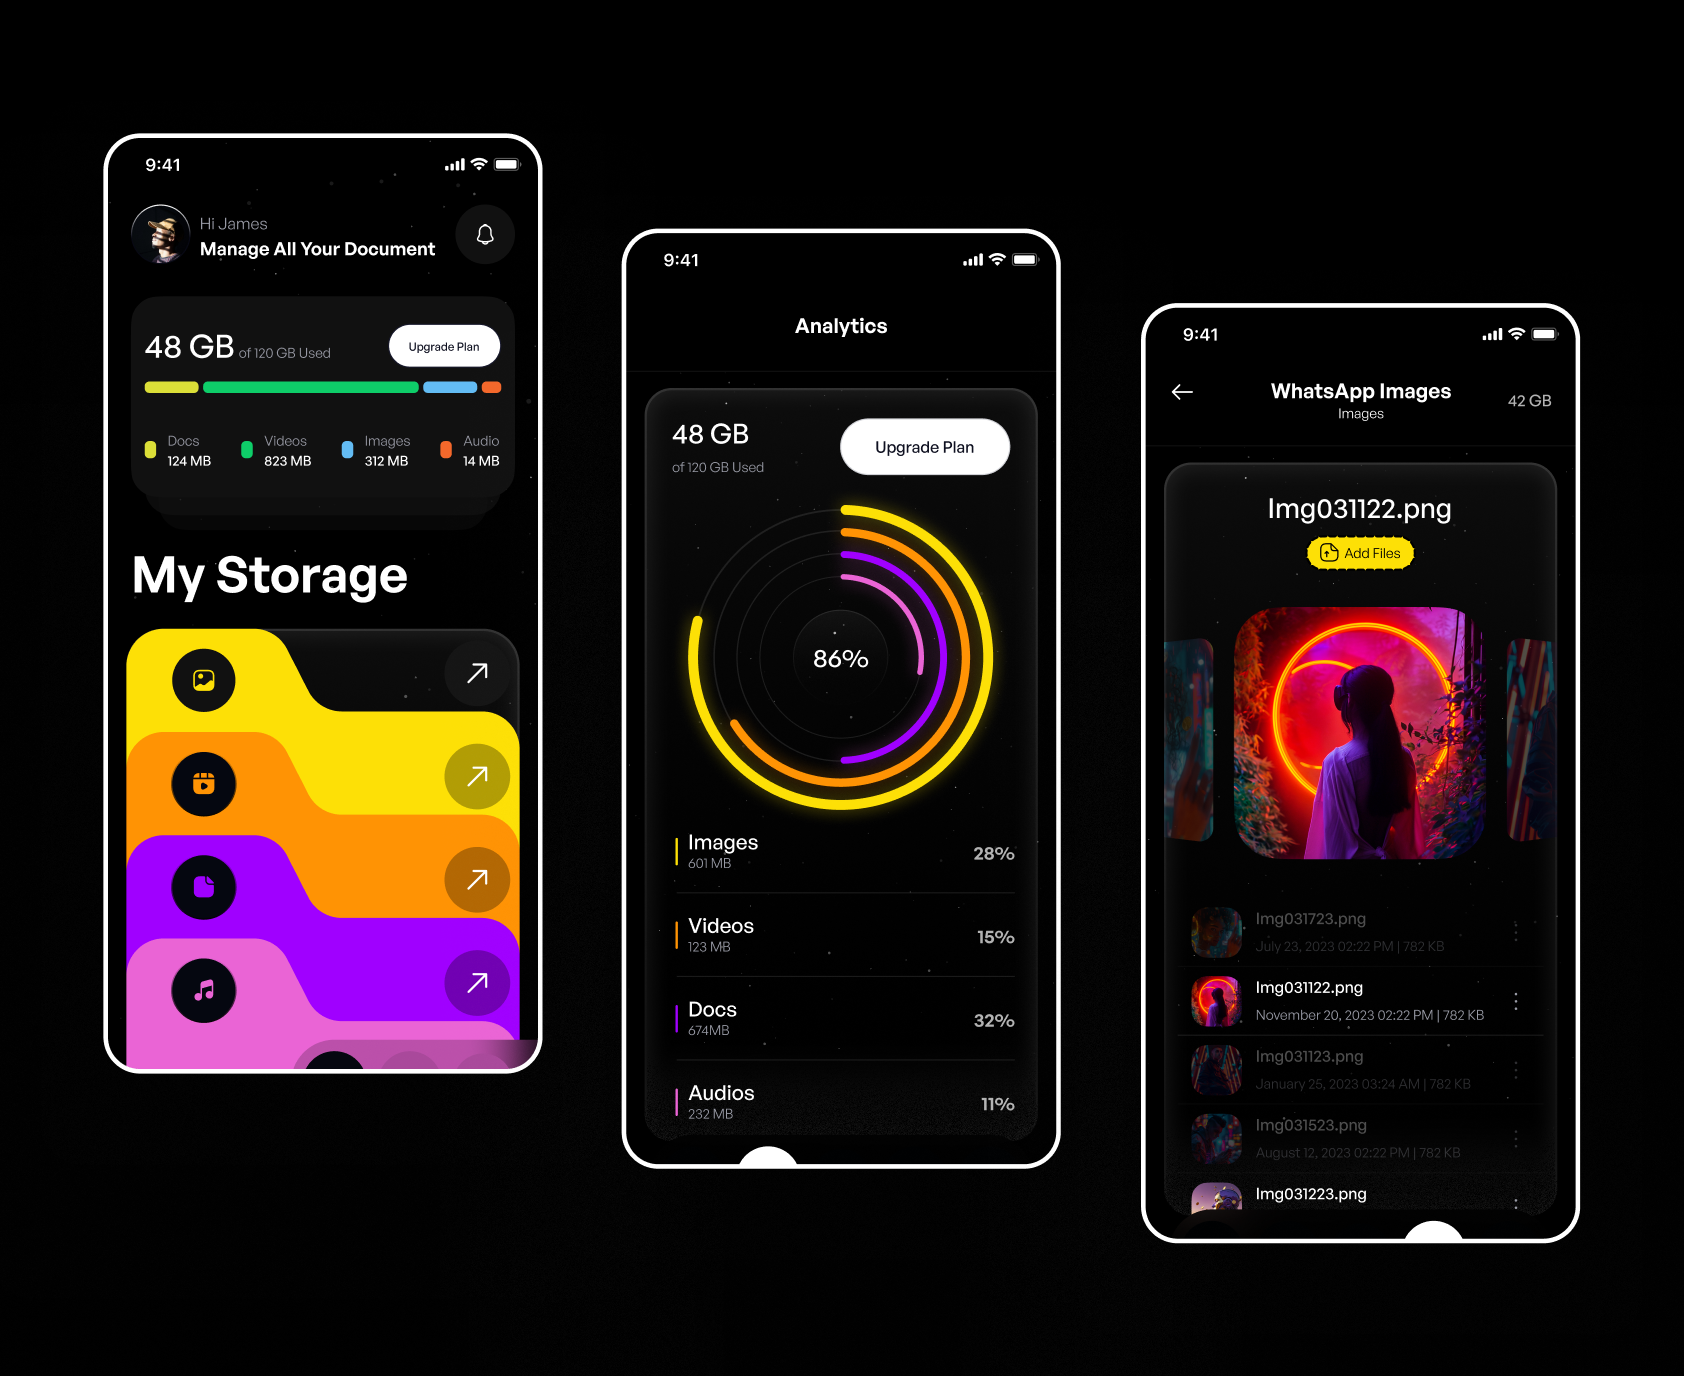 9:41
Hi James
Manage All Your Document
48 GB of 120 GB Used
Upgrade Plan
Docs
124 MB
Videos
823 MB
Images
312 MB
Audio
14 MB
My Storage
9:41
Analytics
48 GB
of 120 GB Used
Upgrade Plan
86%
Images
601 MB
28%
Videos
123 MB
15%
Docs
674MB
32%
Audios
232 MB
11%
9:41
WhatsApp Images
Images
42 GB
Img031122.png
Add Files
Img031723.png
July 23, 2023 02:22 PM | 782 KB
Img031122.png
November 20, 2023 02:22 PM | 782 KB
Img031123.png
January 25, 2023 03:24 AM | 782 KB
Img031523.png
August 12, 2023 02:22 PM | 782 KB
Img031223.png